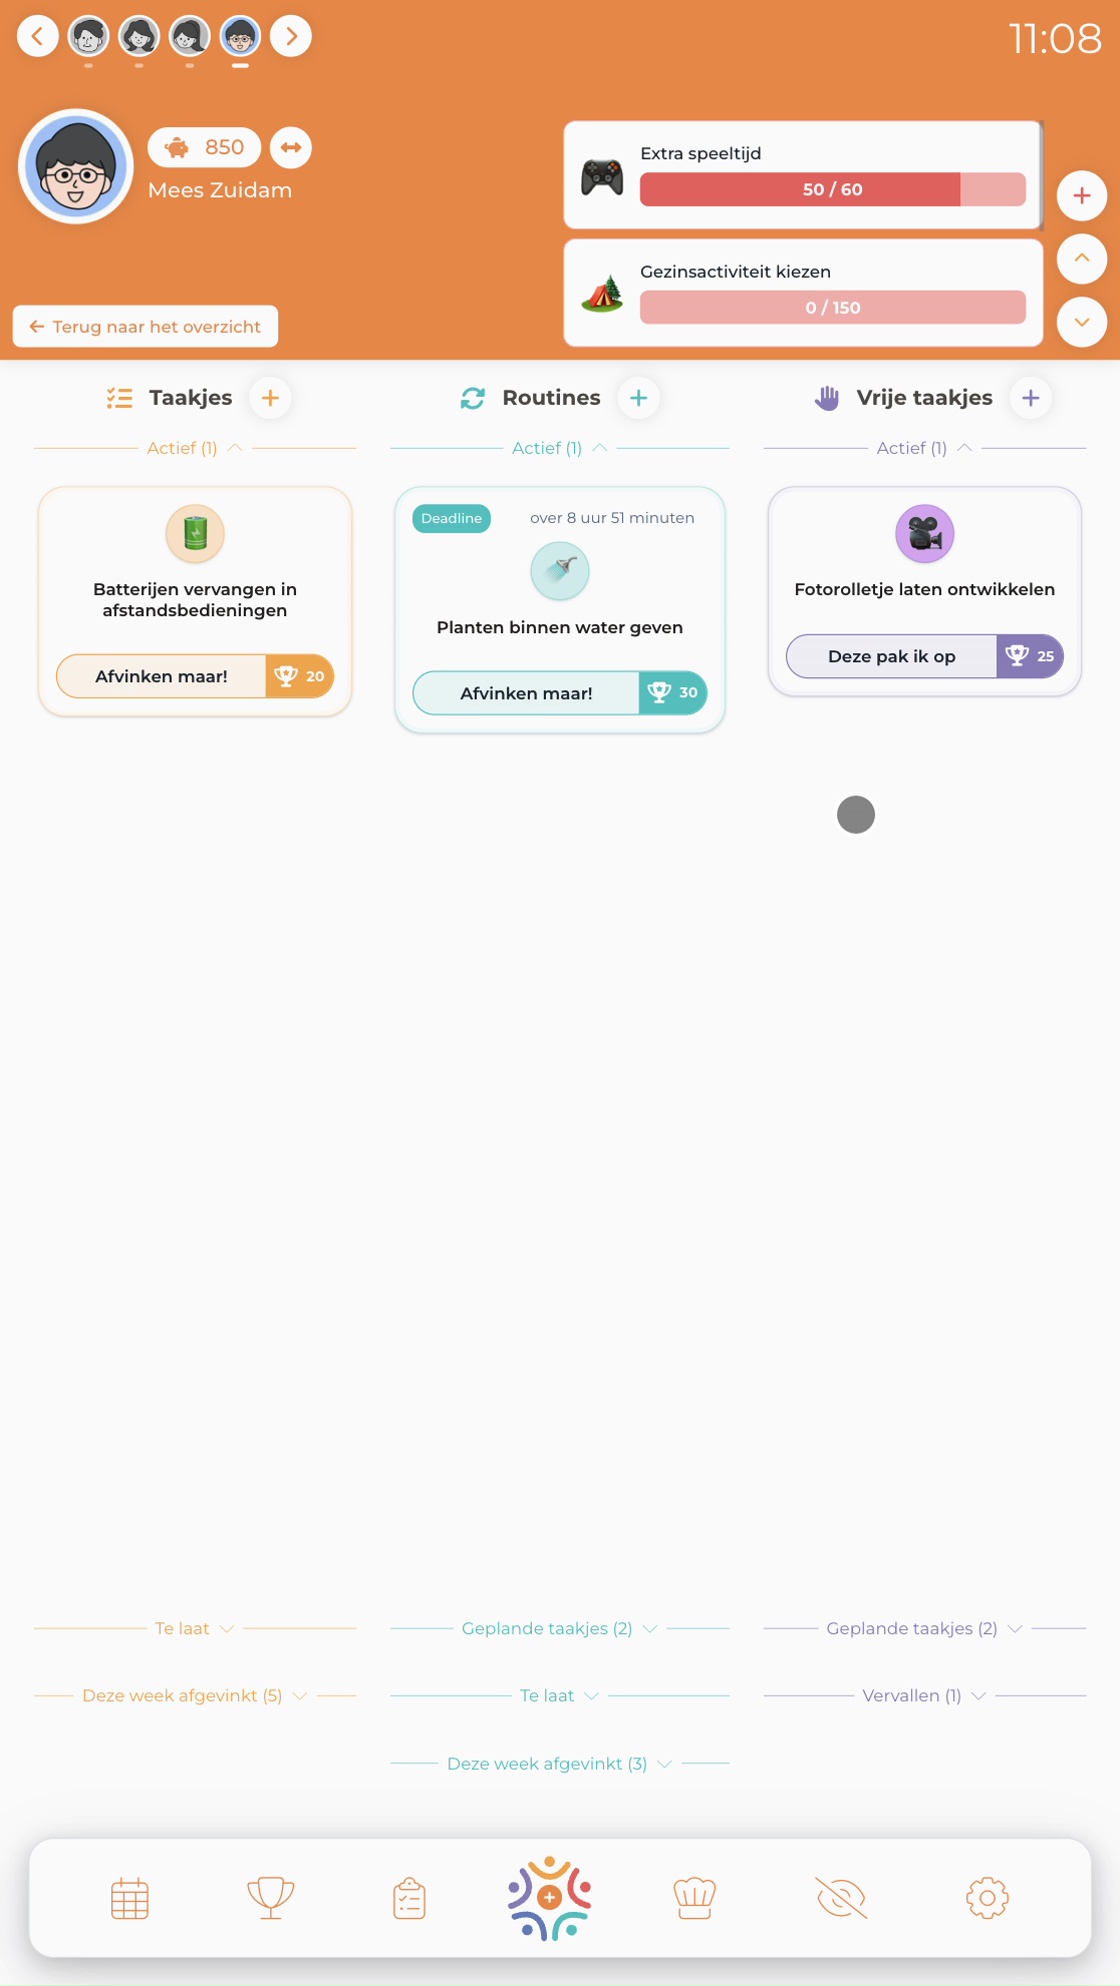 11:08
850
Mees Zuidam
Extra speeltijd
50 / 60
Gezinsactiviteit kiezen
0 / 150
Terug naar het overzicht
Taakjes
Actief (1)
Batterijen vervangen in
afstandsbedieningen
Afvinken maar! 20
Te laat
Deze week afgevinkt (5)
Routines
Actief (1)
Deadline over 8 uur 51 minuten
Planten binnen water geven
Afvinken maar! 30
Geplande taakjes (2)
Te laat
Deze week afgevinkt (3)
Vrije taakjes
Actief (1)
Fotorolletje laten ontwikkelen
Deze pak ik op 25
Geplande taakjes (2)
Vervallen (1)